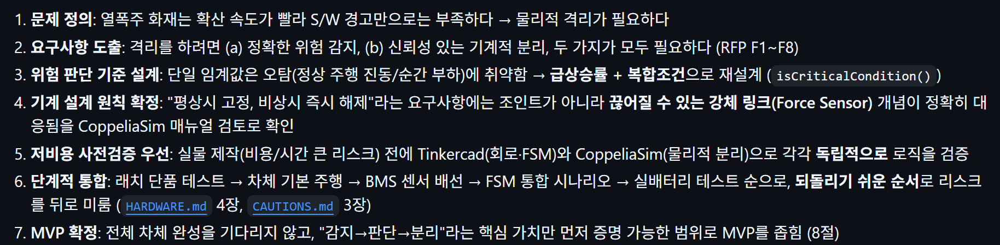 1. 문제 정의: 열폭주 화재는 확산 속도가 빨라 S/W 경고만으로는 부족하다 → 물리적 격리가 필요하다
2. 요구사항 도출: 격리를 하려면 (a) 정확한 위험 감지, (b) 신뢰성 있는 기계적 분리, 두 가지가 모두 필요하다 (RFP F1~F8)
3. 위험 판단 기준 설계: 단일 임계값은 오탐(정상 주행 진동/순간 부하)에 취약함 → 급상승률 + 복합조건으로 재설계 (isCriticalCondition())
4. 기계 설계 원칙 확정: "평상시 고정, 비상시 즉시 해제"라는 요구사항에는 조인트가 아니라 끊어질 수 있는 강체 링크(Force Sensor) 개념이 정확히 대
응됨을 CoppeliaSim 매뉴얼 검토로 확인
5. 저비용 사전검증 우선: 실물 제작(비용/시간 큰 리스크) 전에 Tinkercad(회로·FSM)와 CoppeliaSim(물리적 분리)으로 각각 독립적으로 로직을 검증
6. 단계적 통합: 래치 단품 테스트 → 차체 기본 주행 → BMS 센서 배선 → FSM 통합 시나리오 → 실배터리 테스트 순으로, 되돌리기 쉬운 순서로 리스크
를 뒤로 미룸 (HARDWARE.md 4장, CAUTIONS.md 3장)
7. MVP 확정: 전체 차체 완성을 기다리지 않고, "감지→판단→분리"라는 핵심 가치만 먼저 증명 가능한 범위로 MVP를 좁힘 (8절)